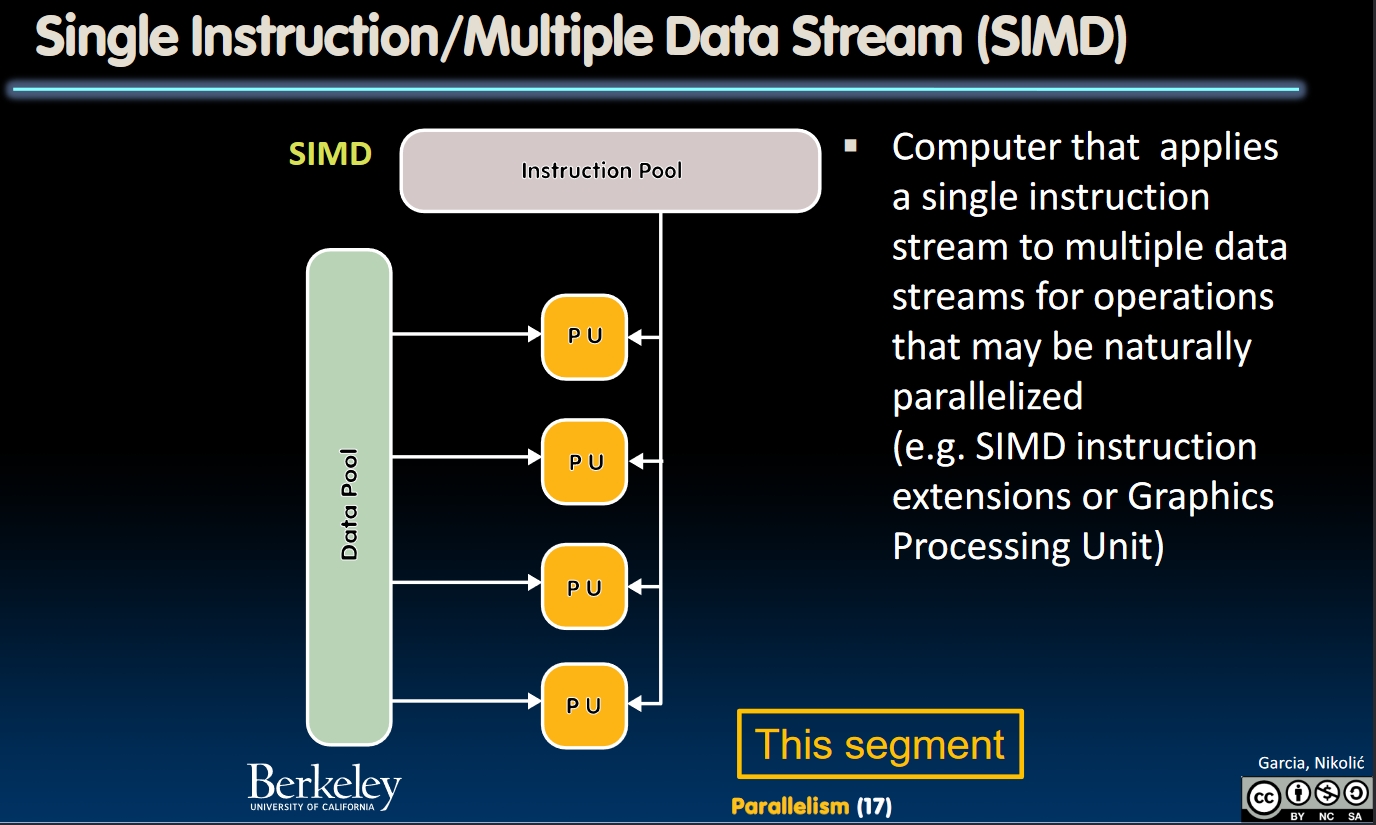 Single Instruction/Multiple Data Stream (SIMD)
SIMD
Instruction Pool
Data Pool
P U
P U
P U
P U
▪ Computer that  applies
a single instruction
stream to multiple data
streams for operations
that may be naturally
parallelized
(e.g. SIMD instruction
extensions or Graphics
Processing Unit)
This segment
Berkeley
UNIVERSITY OF CALIFORNIA
Parallelism (17)
Garcia, Nikolić
cc
BY NC SA